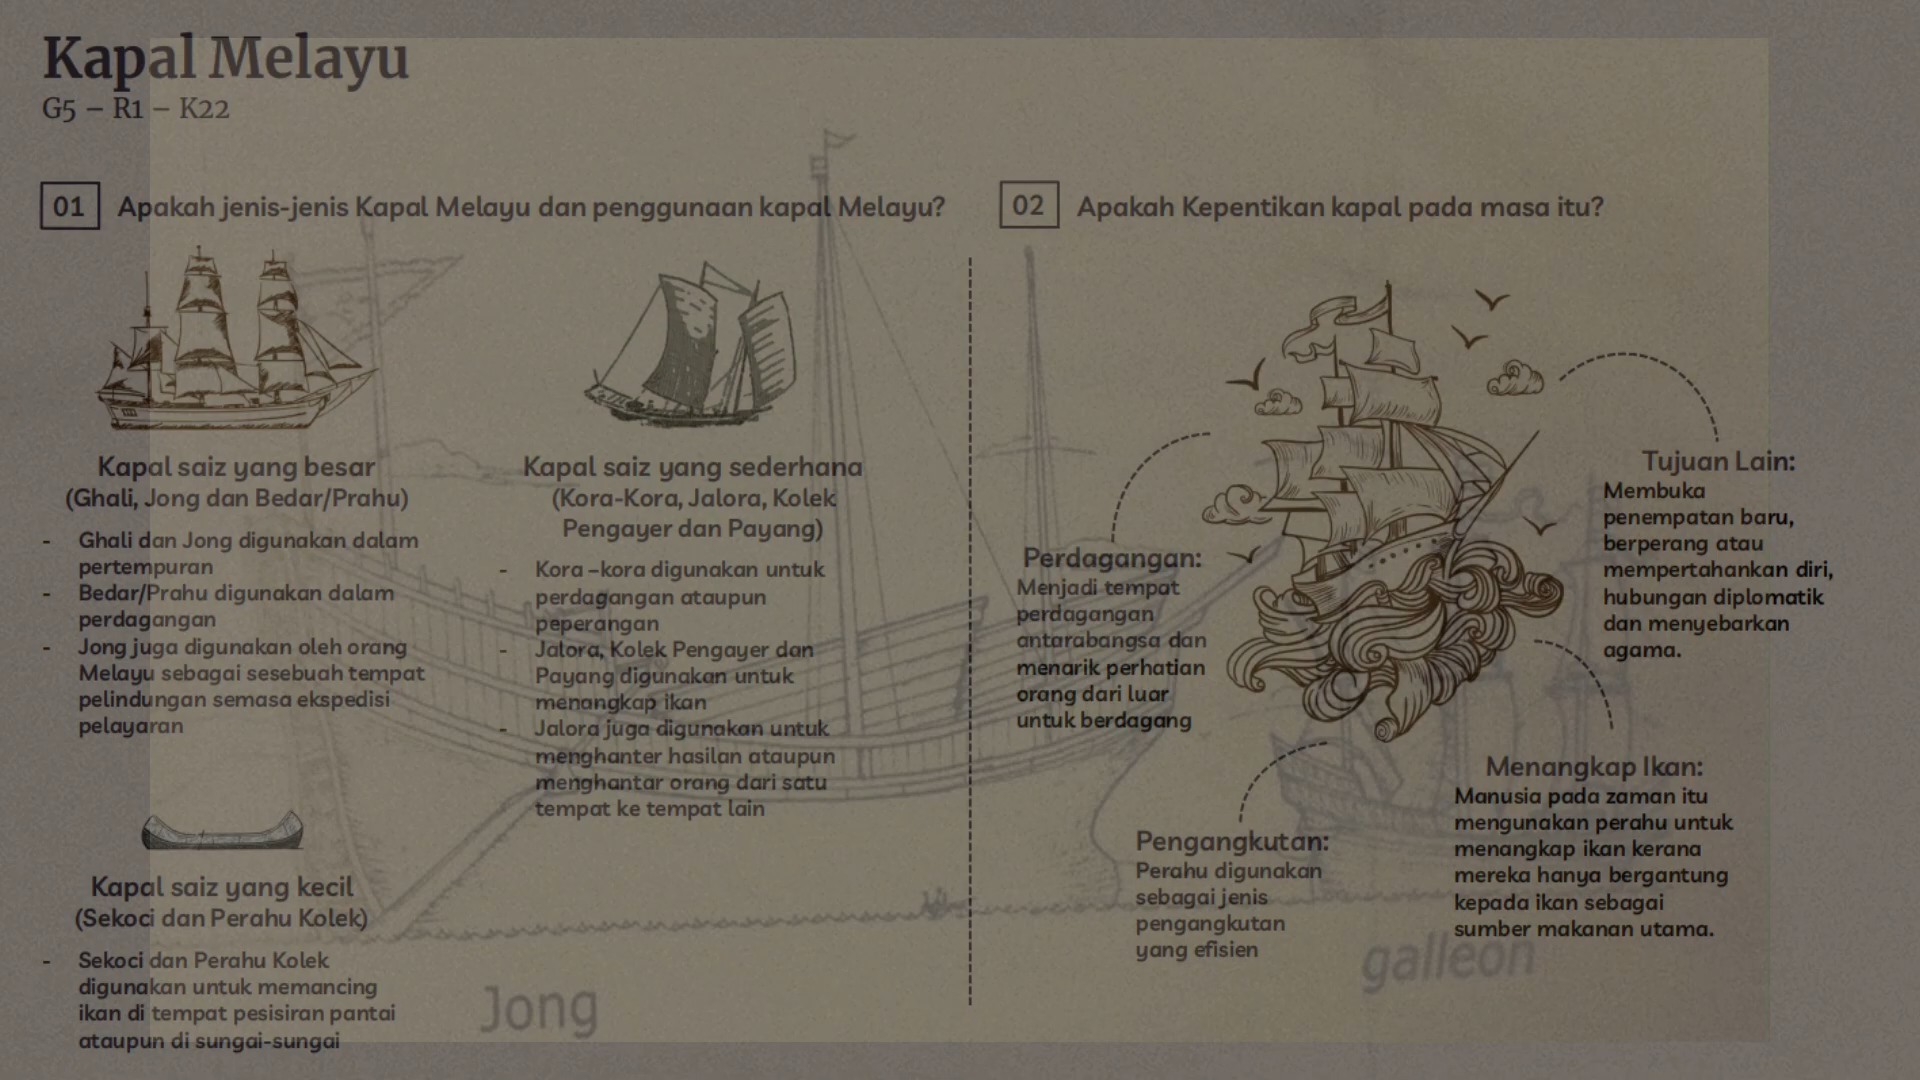 Kapal Melayu
G5 – R1 – K22
01
Apakah jenis-jenis Kapal Melayu dan penggunaan kapal Melayu?
Kapal saiz yang besar
(Ghali, Jong dan Bedar/Prahu)
- Ghali dan Jong digunakan dalam
pertempuran
- Bedar/Prahu digunakan dalam
perdagangan
- Jong juga digunakan oleh orang
Melayu sebagai sesebuah tempat
pelindungan semasa ekspedisi
pelayaran
Kapal saiz yang sederhana
(Kora-Kora, Jalora, Kolek
Pengayer dan Payang)
- Kora –kora digunakan untuk
perdagangan ataupun
peperangan
- Jalora, Kolek Pengayer dan
Payang digunakan untuk
menangkap ikan
- Jalora juga digunakan untuk
menghanter hasilan ataupun
menghantar orang dari satu
tempat ke tempat lain
Kapal saiz yang kecil
(Sekoci dan Perahu Kolek)
- Sekoci dan Perahu Kolek
digunakan untuk memancing
ikan di tempat pesisiran pantai
ataupun di sungai-sungai
Jong
02
Apakah Kepentikan kapal pada masa itu?
Perdagangan:
Menjadi tempat
perdagangan
antarabangsa dan
menarik perhatian
orang dari luar
untuk berdagang
Tujuan Lain:
Membuka
penempatan baru,
berperang atau
mempertahankan diri,
hubungan diplomatik
dan menyebarkan
agama.
Pengangkutan:
Perahu digunakan
sebagai jenis
pengangkutan
yang efisien
Menangkap Ikan:
Manusia pada zaman itu
mengunakan perahu untuk
menangkap ikan kerana
mereka hanya bergantung
kepada ikan sebagai
sumber makanan utama.
galleon